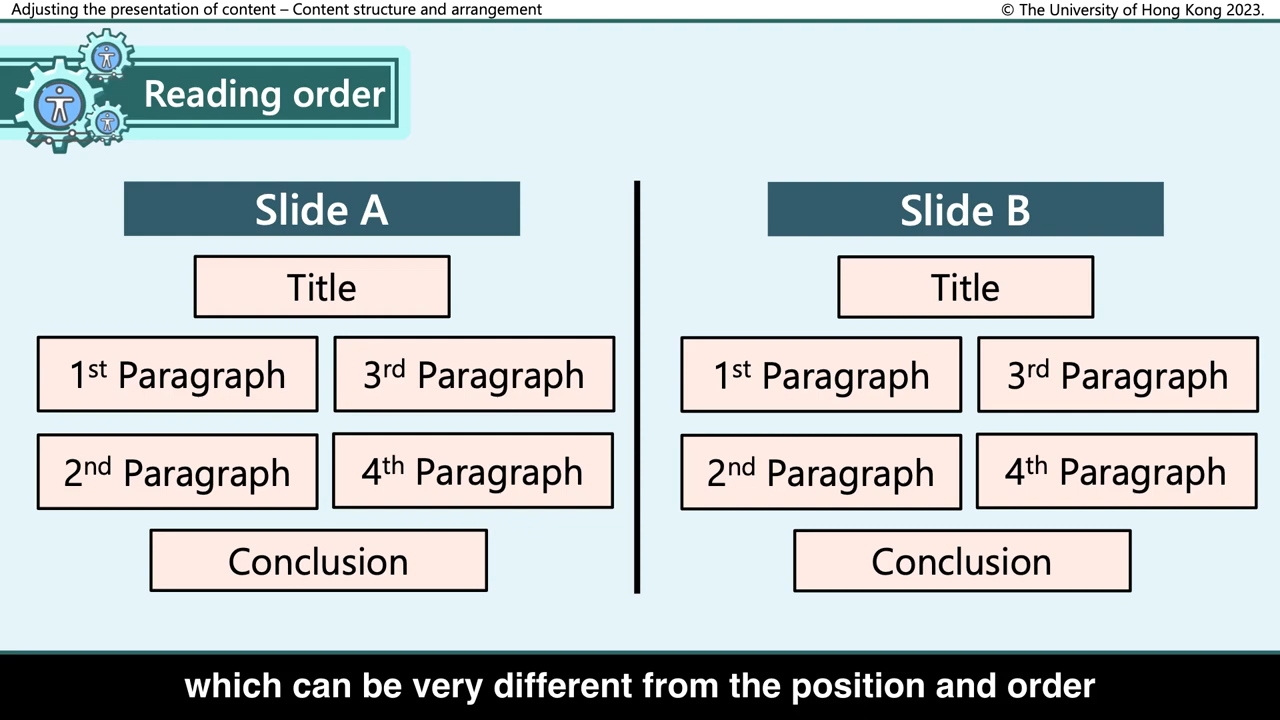 Adjusting the presentation of content – Content structure and arrangement
© The University of Hong Kong 2023.
Reading order
Slide A
Title
1st Paragraph
2nd Paragraph
3rd Paragraph
4th Paragraph
Conclusion
Slide B
Title
1st Paragraph
2nd Paragraph
3rd Paragraph
4th Paragraph
Conclusion
which can be very different from the position and order